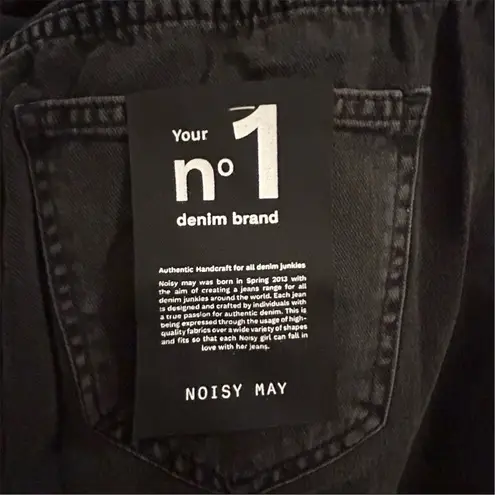 Your
nº1
denim brand
Authentic Handcraft for all denim junkies
Noisy may was born in Spring 2013 with
the aim of creating a jeans range for all
denim junkies around the world. Each jean
is designed and crafted by individuals with
a true passion for authentic denim. This is
being expressed through the usage of high-
quality fabrics over a wide variety of shapes
and fits so that each Noisy girl can fall in
love with her jeans.
NOISY MAY